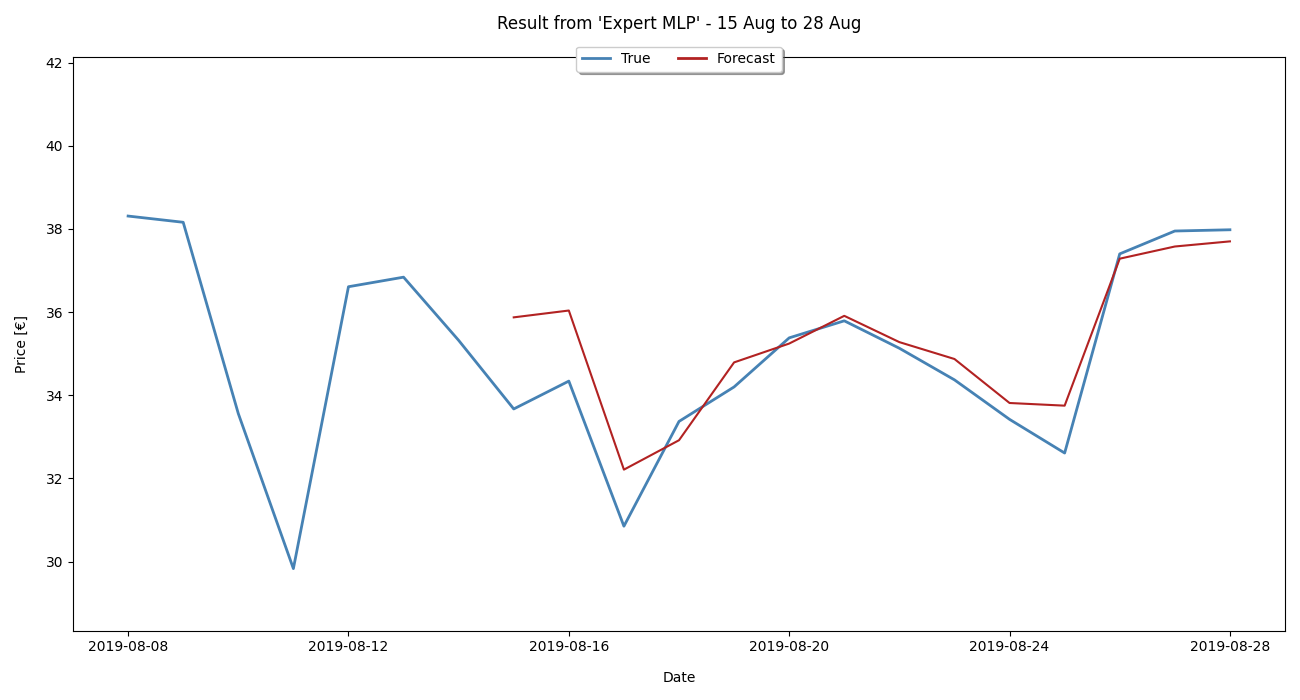 Result from 'Expert MLP' - 15 Aug to 28 Aug
True Forecast
42
40
38
36
34
32
30
Price [€]
2019-08-08 2019-08-12 2019-08-16 2019-08-20 2019-08-24 2019-08-28
Date